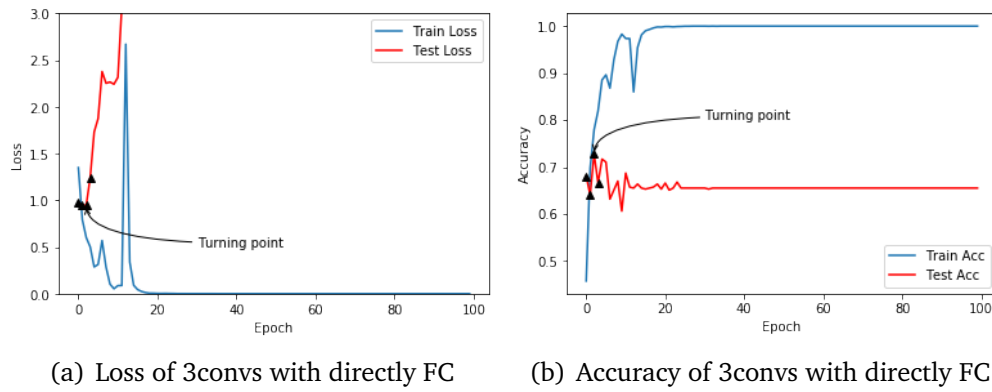 3.0
2.5
2.0
1.5
1.0
0.5
0.0
Loss
Train Loss
Test Loss
Turning point
0
20
40
60
80
100
Epoch
(a) Loss of 3convs with directly FC
1.0
0.9
0.8
0.7
0.6
0.5
Accuracy
Turning point
Train Acc
Test Acc
0
20
40
60
80
100
Epoch
(b) Accuracy of 3convs with directly FC